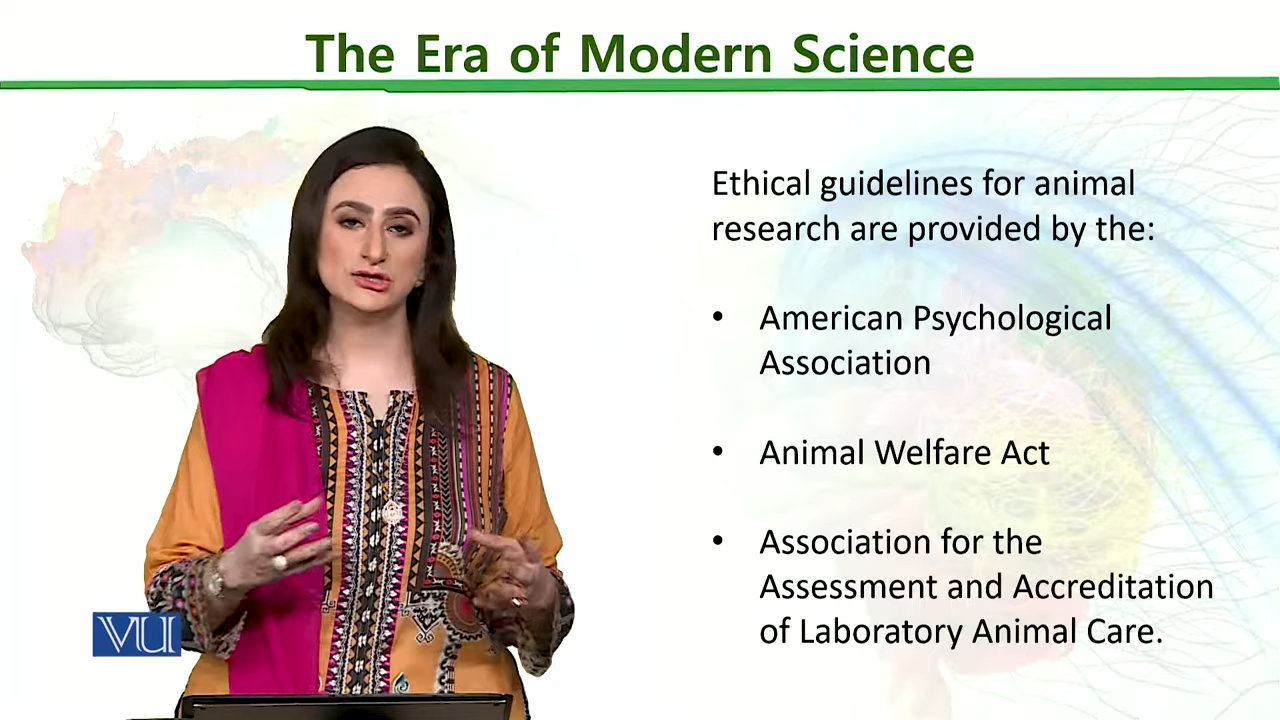 The Era of Modern Science
Ethical guidelines for animal
research are provided by the:
• American Psychological
Association
• Animal Welfare Act
• Association for the
Assessment and Accreditation
of Laboratory Animal Care.
VU